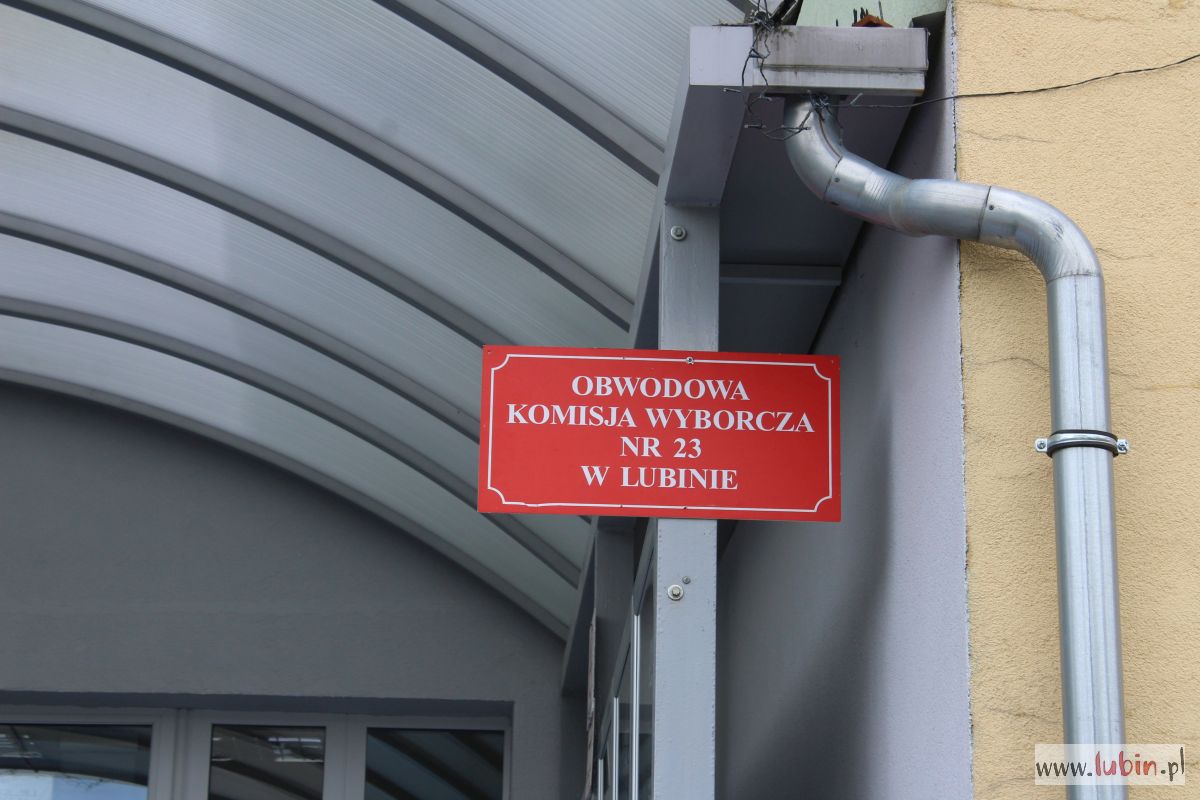 OBWODOWA
KOMISJA WYBORCZA
NR 23
W LUBINIE
www.lubin.pl